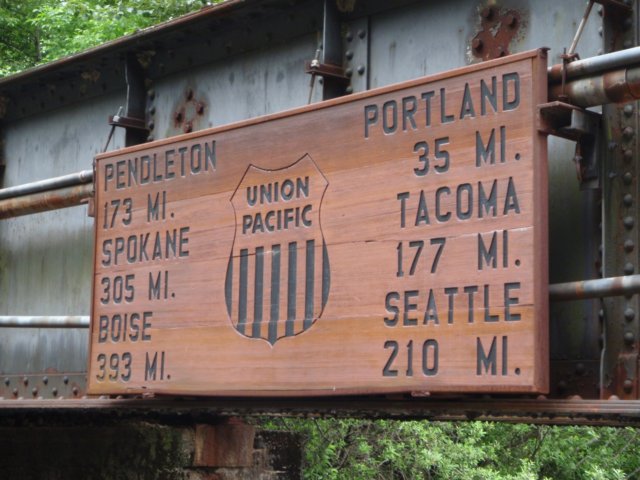 PENDLETON
173 MI.
SPOKANE
305 MI.
BOISE
393 MI.
UNION
PACIFIC
PORTLAND
35 MI.
TACOMA
177 MI.
SEATTLE
210 MI.